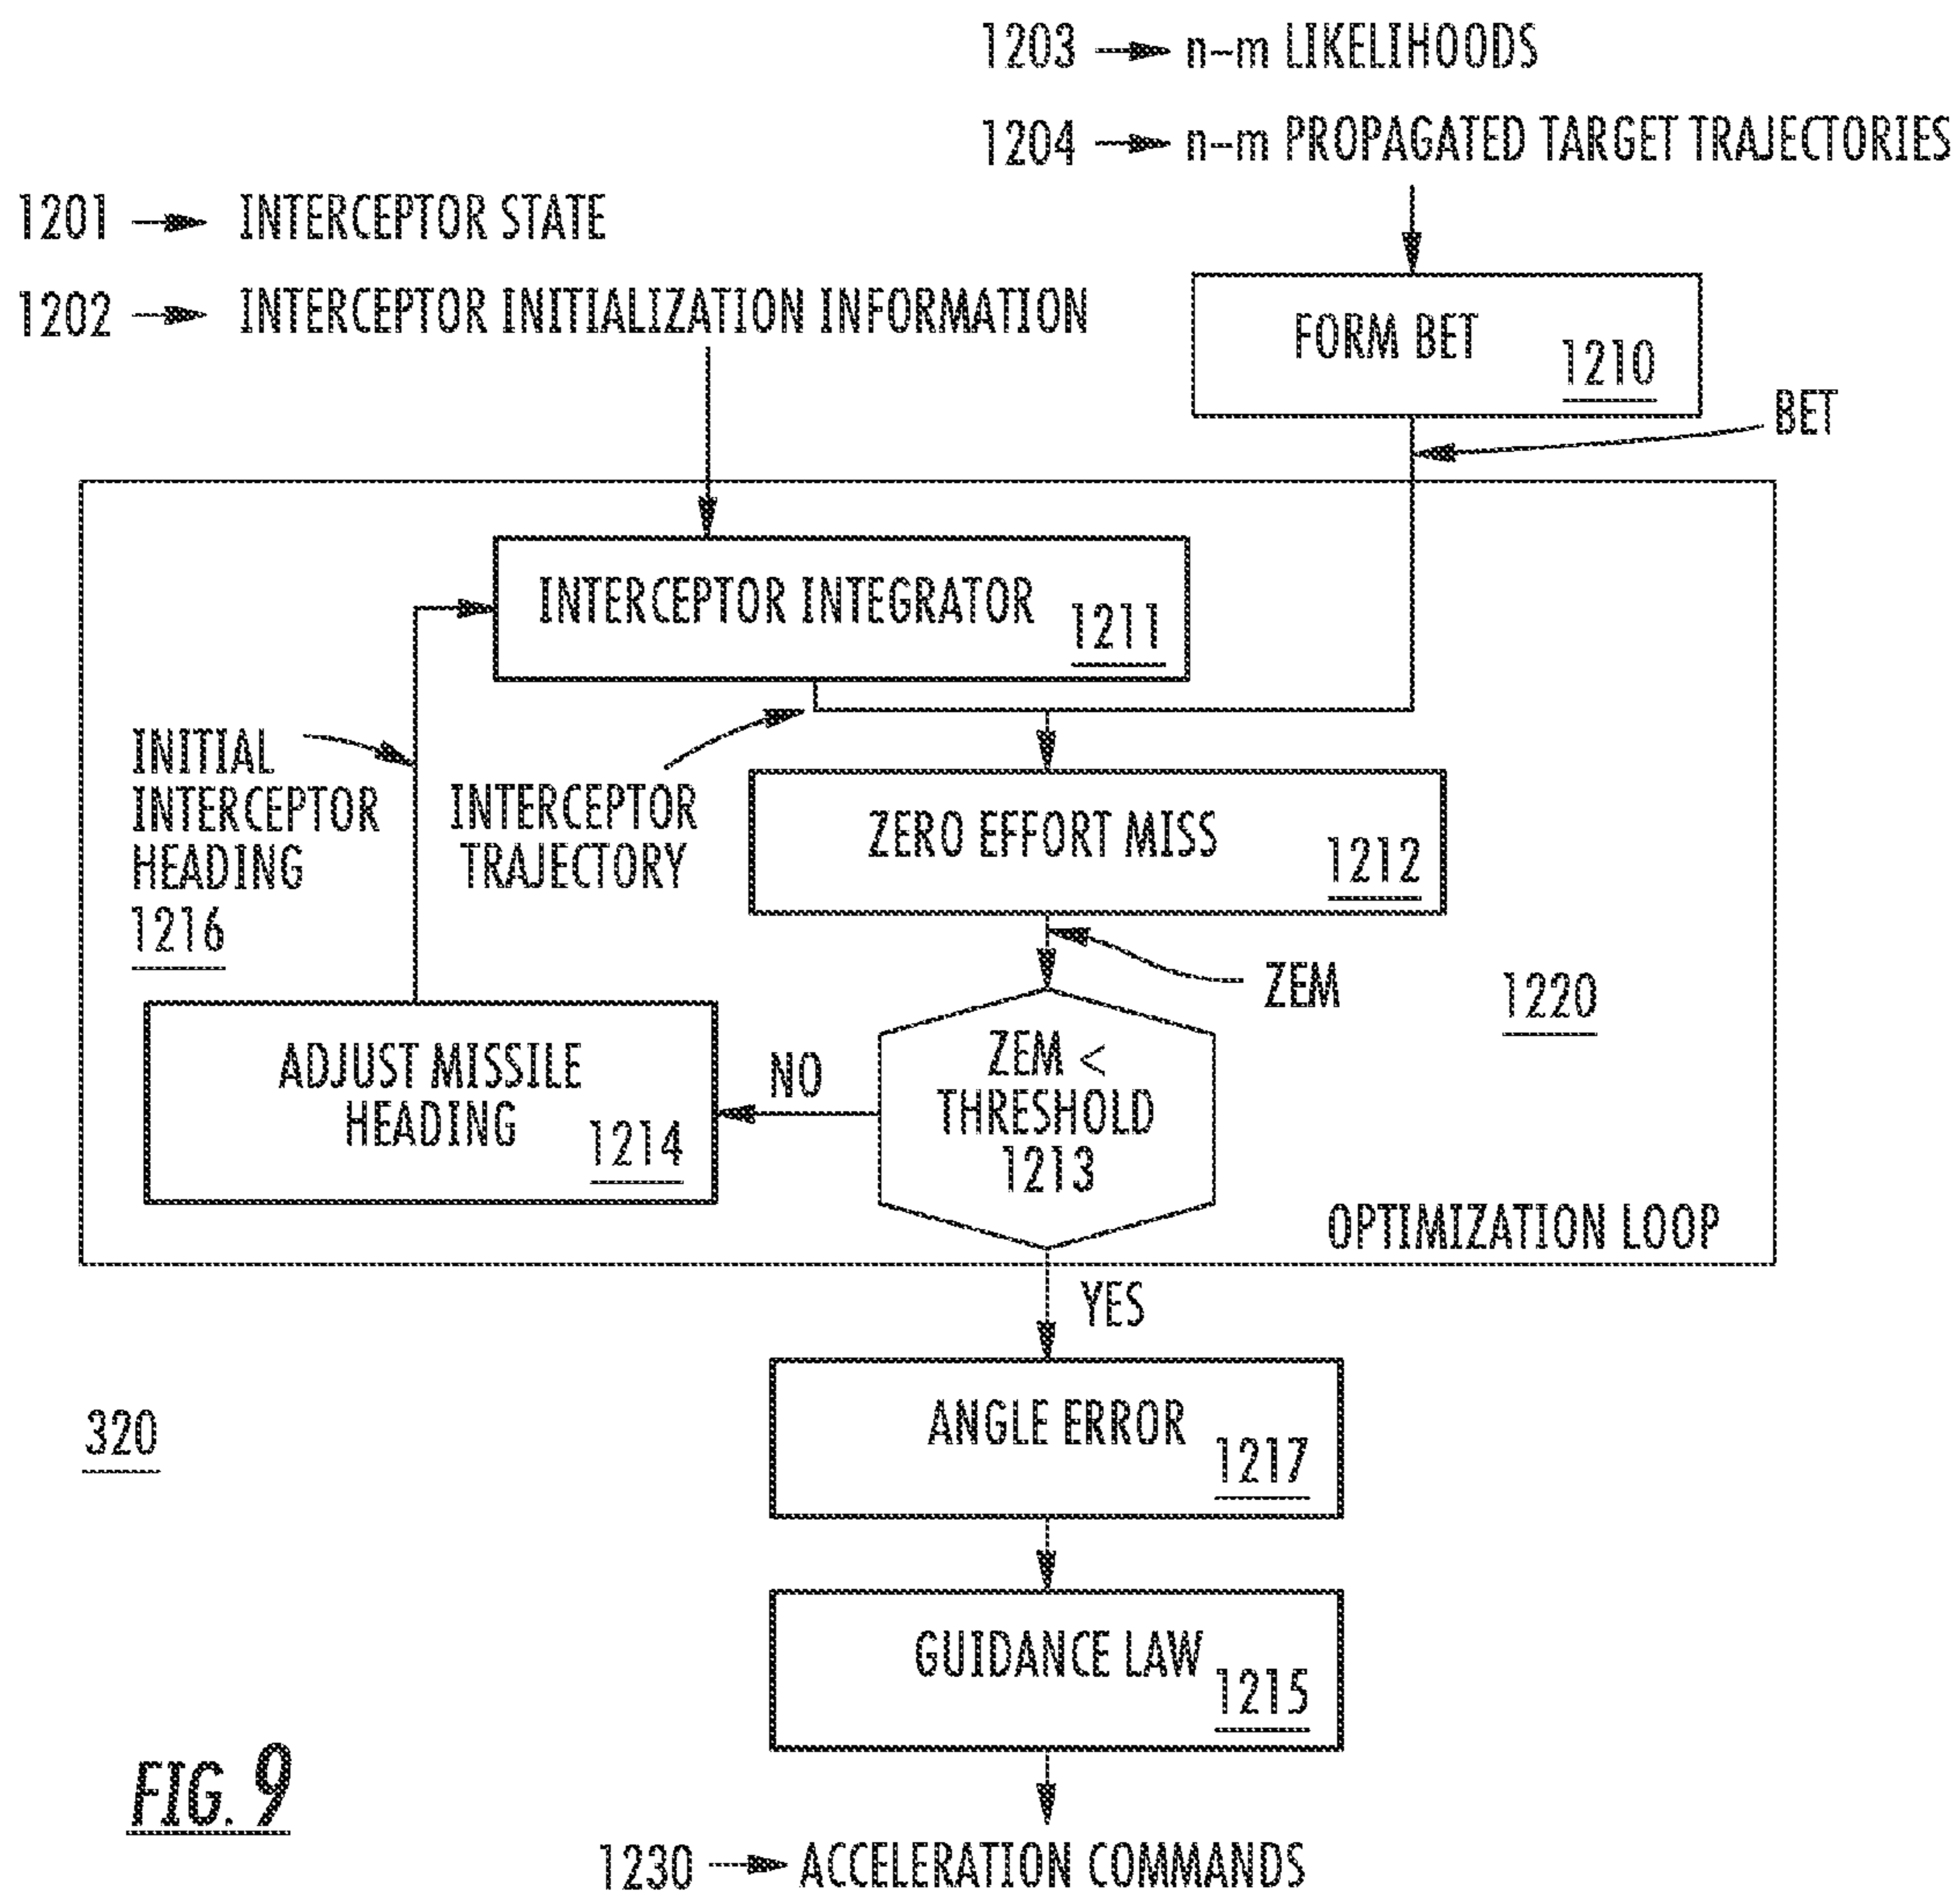 1203 → n-m LIKELIHOODS
1204 → n-m PROPAGATED TARGET TRAJECTORIES
1201 → INTERCEPTOR STATE
1202 → INTERCEPTOR INITIALIZATION INFORMATION
FORM BET
1210
BET
INTERCEPTOR INTEGRATOR
1211
INITIAL
INTERCEPTOR
HEADING
1216
INTERCEPTOR
TRAJECTORY
ZERO EFFORT MISS
1212
ZEM
1220
ADJUST MISSILE
HEADING
1214
NO
ZEM <
THRESHOLD
1213
OPTIMIZATION LOOP
YES
ANGLE ERROR
1217
320
GUIDANCE LAW
1215
FIG. 9
1230 → ACCELERATION COMMANDS